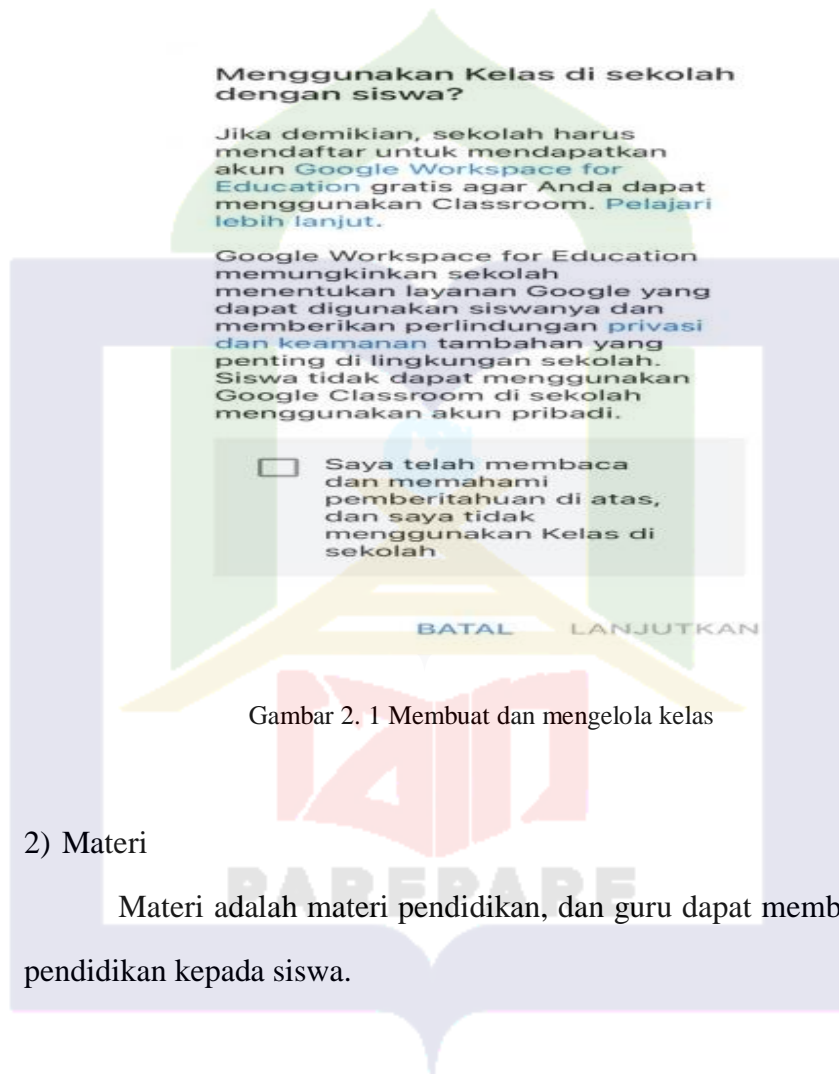 Menggunakan Kelas di sekolah
dengan siswa?
Jika demikian, sekolah harus
mendaftar untuk mendapatkan
akun Google Workspace for
Education gratis agar Anda dapat
menggunakan Classroom. Pelajari
lebih lanjut.
Google Workspace for Education
memungkinkan sekolah
menentukan layanan Google yang
dapat digunakan siswanya dan
memberikan perlindungan privasi
dan keamanan tambahan yang
penting di lingkungan sekolah.
Siswa tidak dapat menggunakan
Google Classroom di sekolah
menggunakan akun pribadi.
Saya telah membaca
dan memahami
pemberitahuan di atas,
dan saya tidak
menggunakan Kelas di
sekolah
BATAL LANJUTKAN
Gambar 2. 1 Membuat dan mengelola kelas
2) Materi
PAREPARE
Materi adalah materi pendidikan, dan guru dapat
pendidikan kepada siswa.